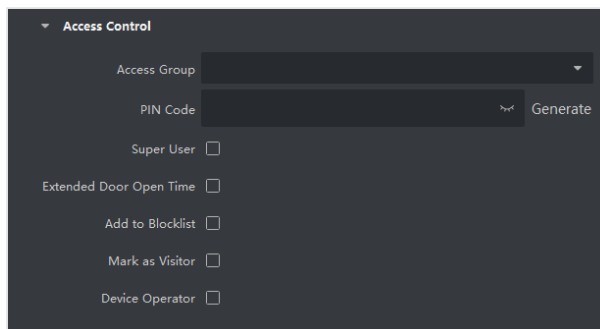 Access Control
Access Group
PIN Code Generate
Super User
Extended Door Open Time
Add to Blocklist
Mark as Visitor
Device Operator